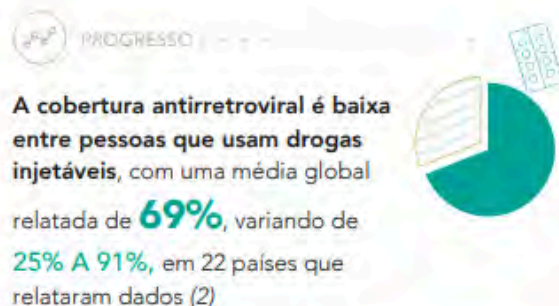 PROGRESSO
A cobertura antirretroviral é baixa
entre pessoas que usam drogas
injetáveis, com uma média global
relatada de 69%, variando de
25% A 91%, em 22 países que
relataram dados (2)